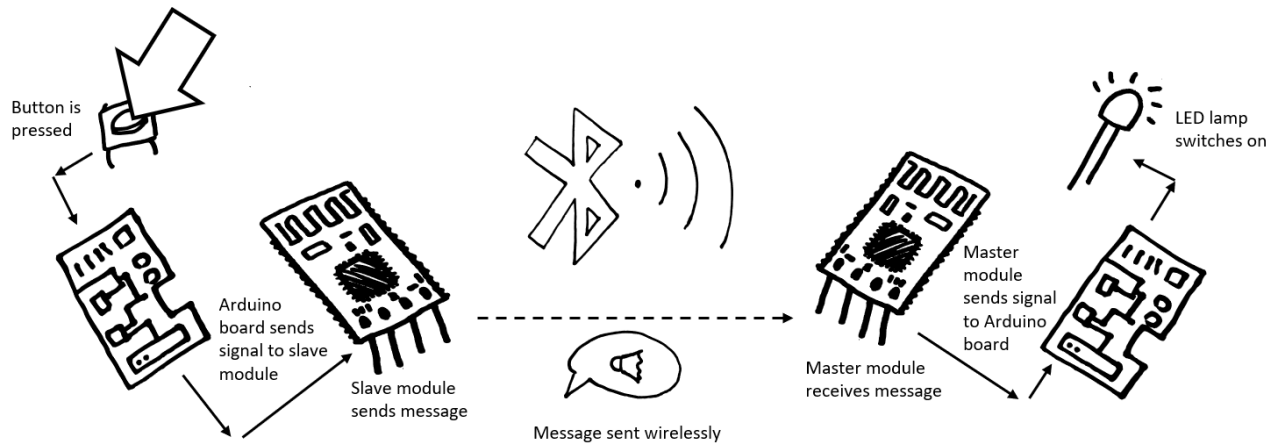 Button is
pressed
Arduino
board sends
signal to slave
module
Slave module
sends message
Message sent wirelessly
Master module
receives message
Master
module
sends signal
to Arduino
board
LED lamp
switches on